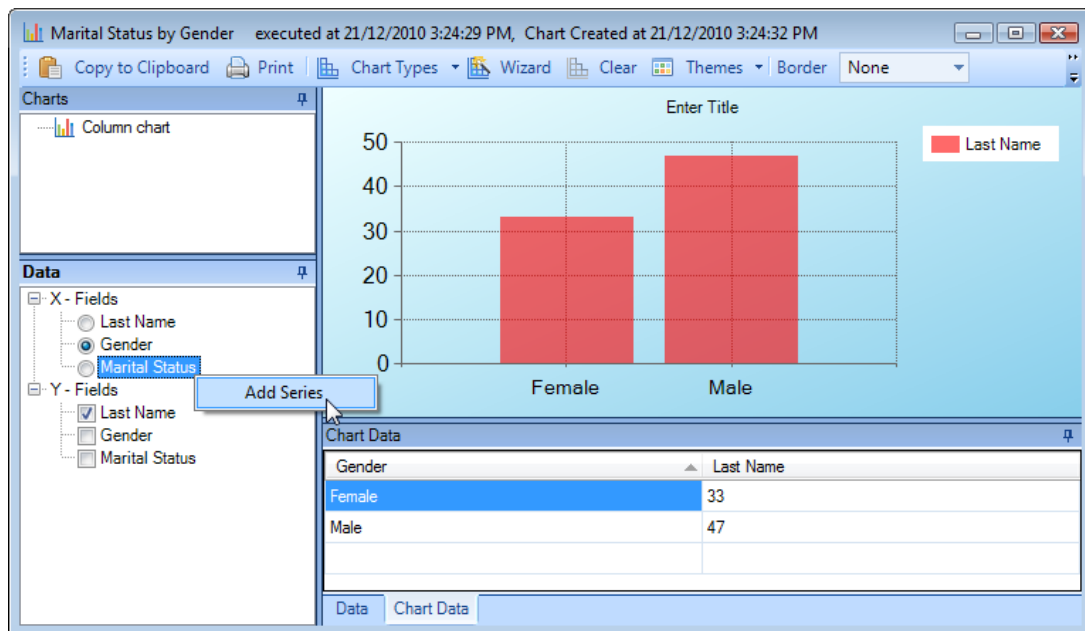 Marital Status by Gender executed at 21/12/2010 3:24:29 PM, Chart Created at 21/12/2010 3:24:32 PM
Copy to Clipboard Print Chart Types Wizard Clear Themes Border None
Charts
Column chart
Data
X - Fields
Last Name
Gender
Marital Status
Add Series
Y - Fields
Last Name
Gender
Marital Status
Enter Title
Last Name
50
40
30
20
10
0
Female Male
Chart Data
Gender Last Name
Female 33
Male 47
Data Chart Data